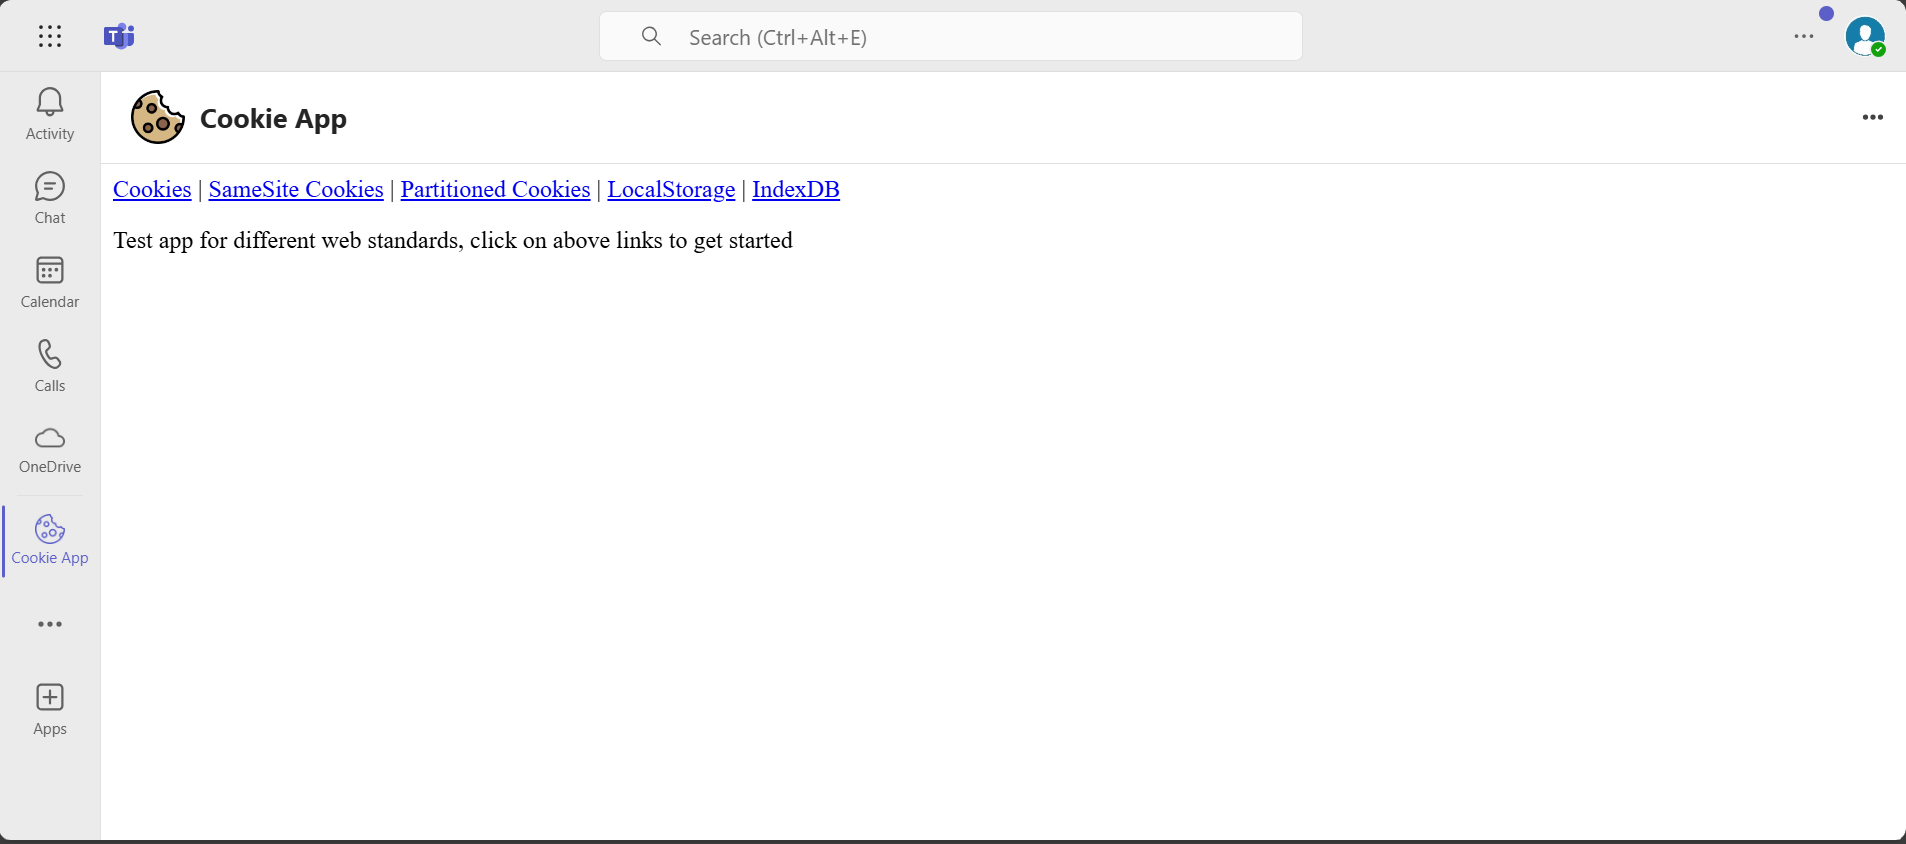 Search (Ctrl+Alt+E)
Activity
Chat
Calendar
Calls
OneDrive
Cookie App
Apps
Cookie App
Cookies | SameSite Cookies | Partitioned Cookies | LocalStorage | IndexDB
Test app for different web standards, click on above links to get started